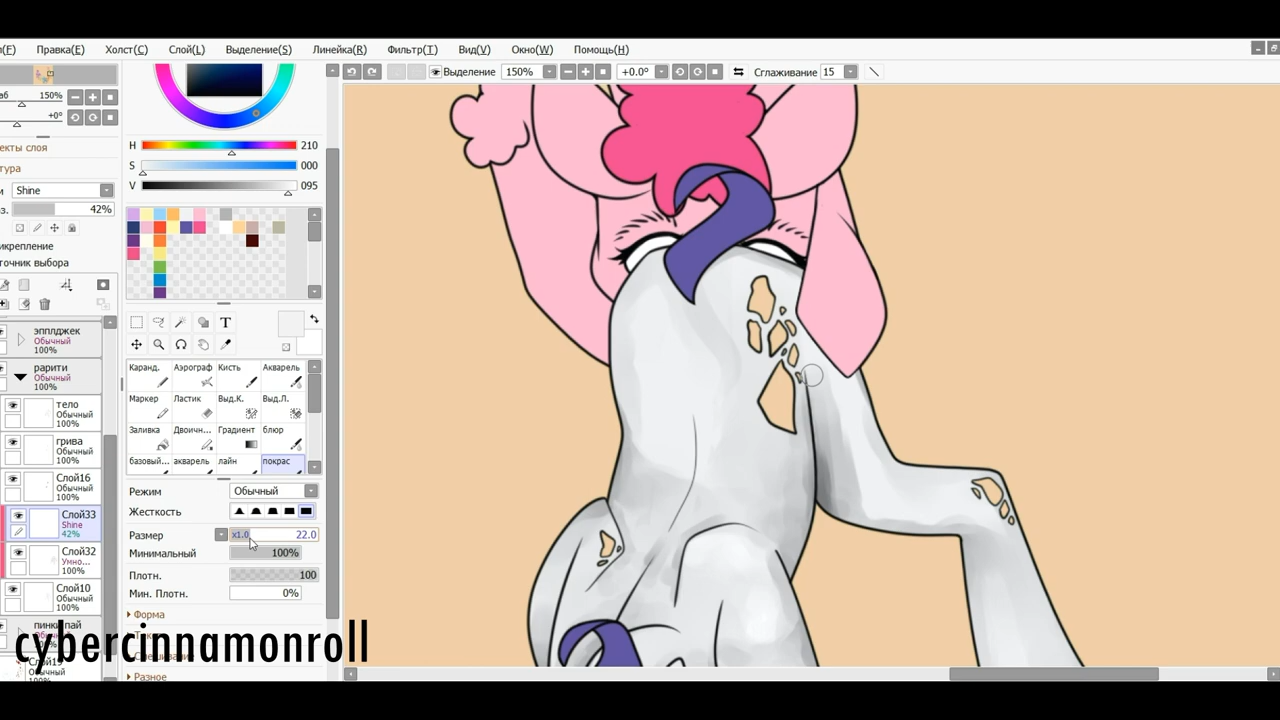 (F) Правка(E) Холст(C) Слой(L) Выделение(S) Линейка(R) Фильтр(T) Вид(V) Окно(W) Помощь(H)
Выделение 150% +0.0° Сглаживание 15
аб 150%
+0°
екты слоя
тура
и Shine
аз. 42%
икрепление
точник выбора
эпплджек
Обычный
100%
рарити
Обычный
100%
тело
Обычный
100%
грива
Обычный
100%
Слой16
Обычный
100%
Слой33
Shine
42%
Слой32
Умно...
100%
Слой10
Обычный
100%
пинки пай
H 210
S 000
V 095
T
Каранд. Аэрограф Кисть Акварель
Маркер Ластик Выд.К. Выд.Л.
Заливка Двоичн... Градиент блюр
базовый... акварель лайн покрас
Режим Обычный
Жесткость
Размер x1.0 22.0
Минимальный 100%
Плотн. 100
Мин. Плотн. 0%
Форма
Разное
cybercinnamonroll